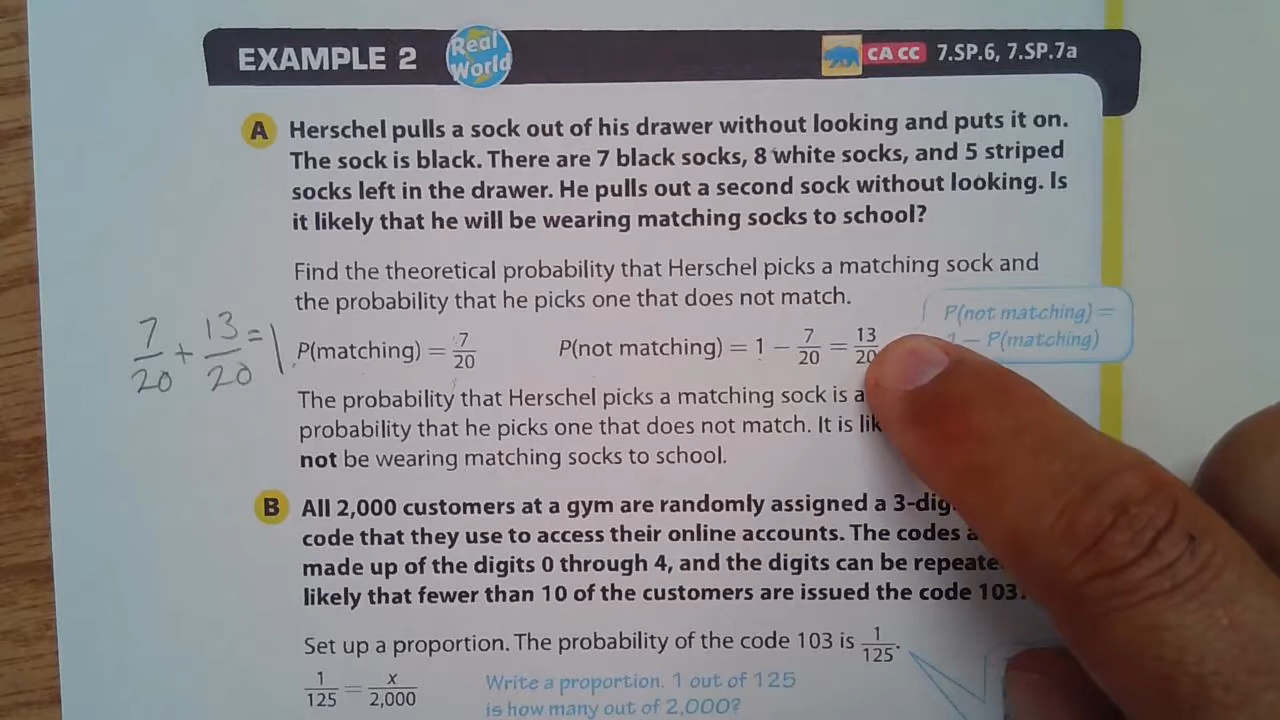 EXAMPLE 2 Real World CA CC 7.SP.6, 7.SP.7a
A Herschel pulls a sock out of his drawer without looking and puts it on.
The sock is black. There are 7 black socks, 8 white socks, and 5 striped
socks left in the drawer. He pulls out a second sock without looking. Is
it likely that he will be wearing matching socks to school?
Find the theoretical probability that Herschel picks a matching sock and
the probability that he picks one that does not match.
7/20 + 13/20 = 1
P(matching) = 7/20 P(not matching) = 1 − 7/20 = 13/20
P(not matching) =
1 − P(matching)
The probability that Herschel picks a matching sock is
probability that he picks one that does not match. It is
not be wearing matching socks to school.
B All 2,000 customers at a gym are randomly assigned a 3-
code that they use to access their online accounts. The codes
made up of the digits 0 through 4, and the digits can be
likely that fewer than 10 of the customers are issued the code 103.
Set up a proportion. The probability of the code 103 is 1/125.
1/125 = x/2,000
Write a proportion. 1 out of 125
is how many out of 2,000?